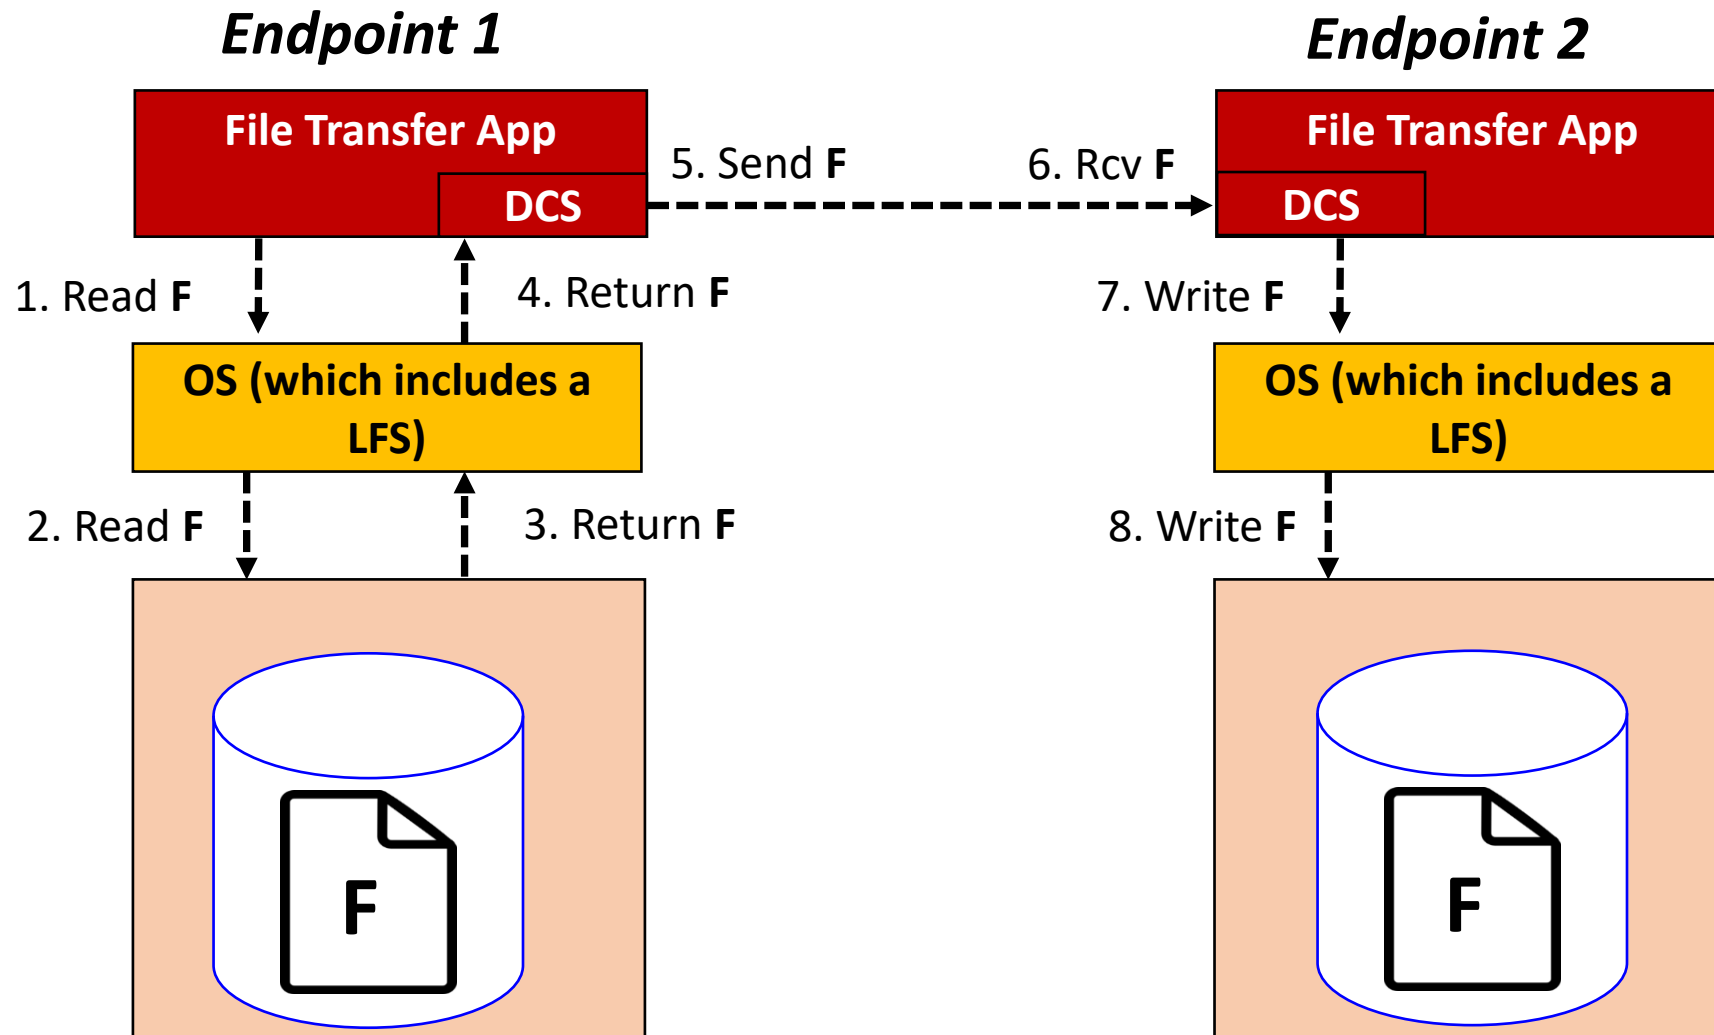 Endpoint 1
Endpoint 2
File Transfer App
File Transfer App
5. Send F
6. Rcv F
DCS
DCS
1. Read F
4. Return F
7. Write F
OS (which includes a
LFS)
OS (which includes a
LFS)
2. Read F
3. Return F
8. Write F
F
F